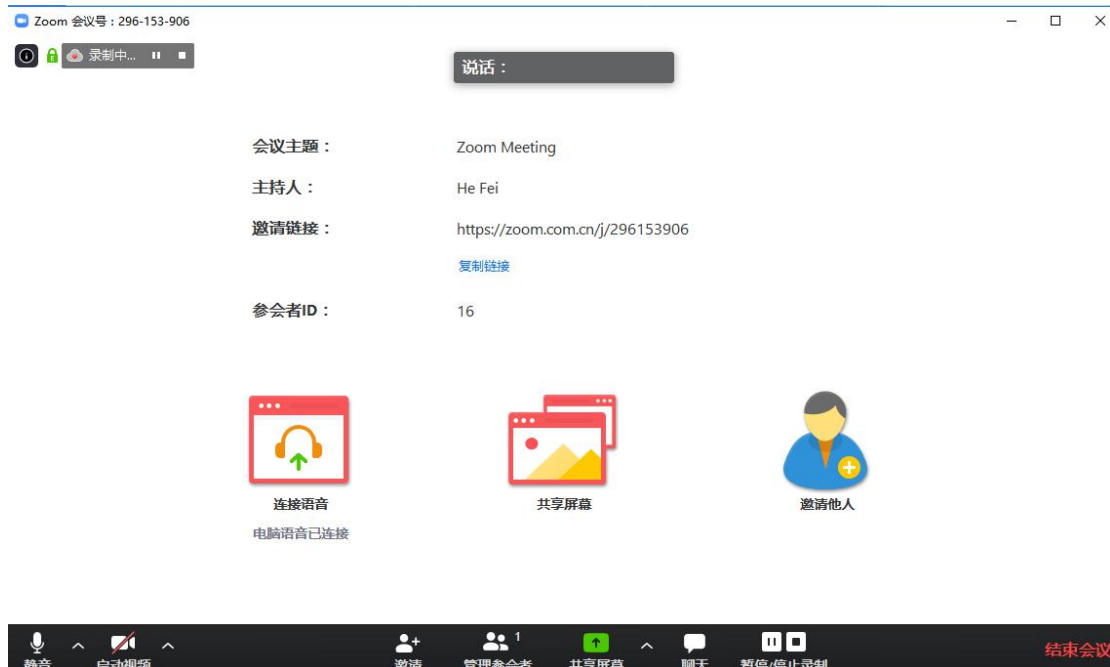 Zoom 会议号：296-153-906
录制中...
说话：
会议主题： Zoom Meeting
主持人： He Fei
邀请链接： https://zoom.com.cn/j/296153906
复制链接
参会者ID： 16
连接语音 共享屏幕 邀请他人
电脑语音已连接
1
静音 启动视频 邀请 管理参会者 共享屏幕 聊天 暂停/停止录制 结束会议